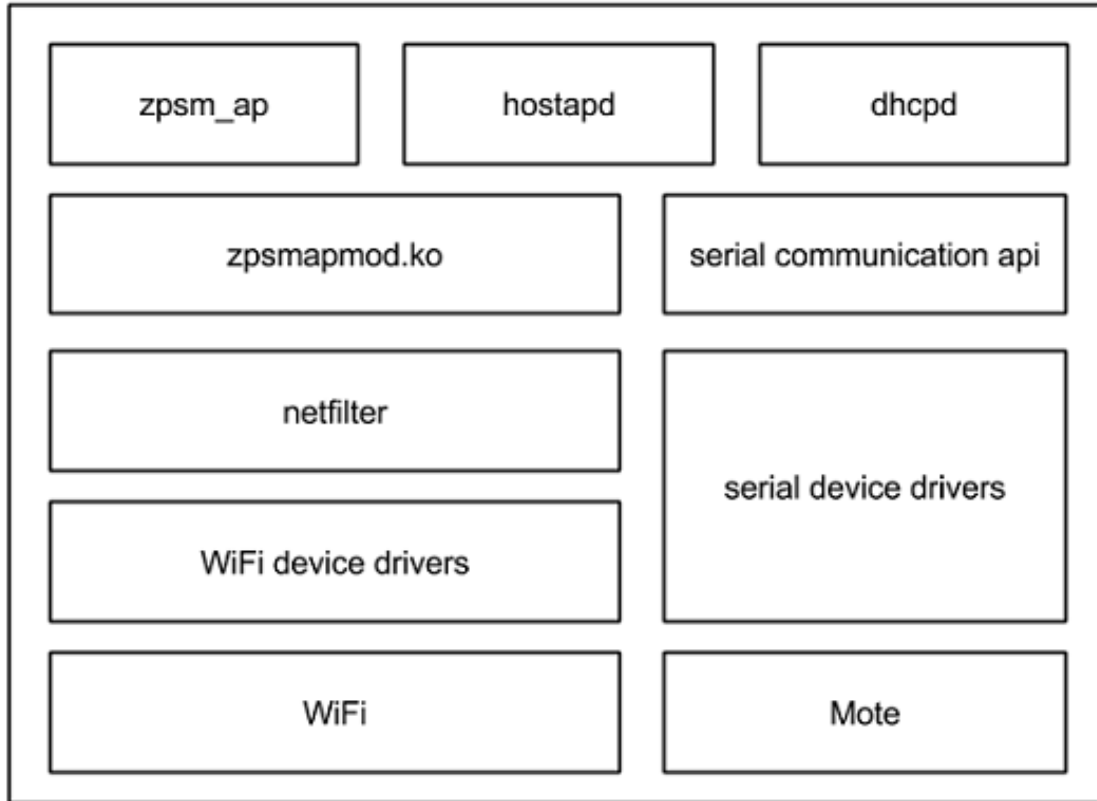 zpsm_ap
hostapd
dhcpd
zpsmapmod.ko
serial communication api
netfilter
serial device drivers
WiFi device drivers
WiFi
Mote